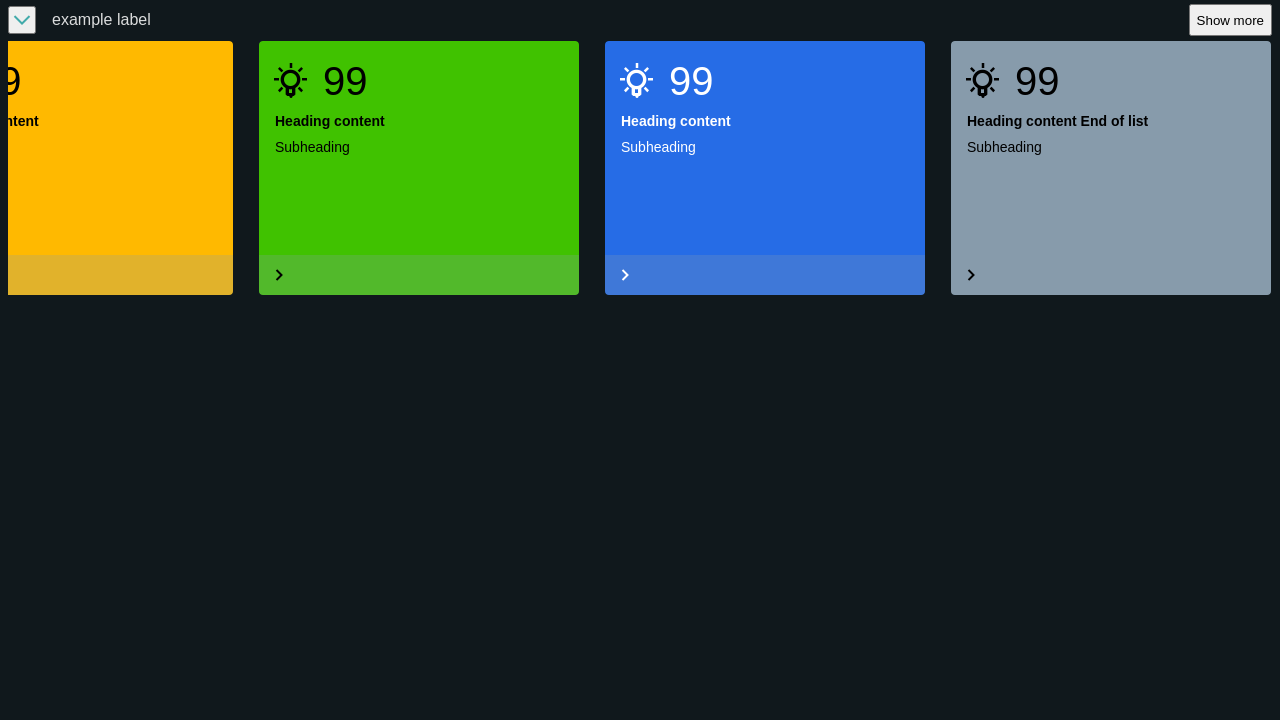 example label
Show more
9
ntent
99
Heading content
Subheading
99
Heading content
Subheading
99
Heading content End of list
Subheading